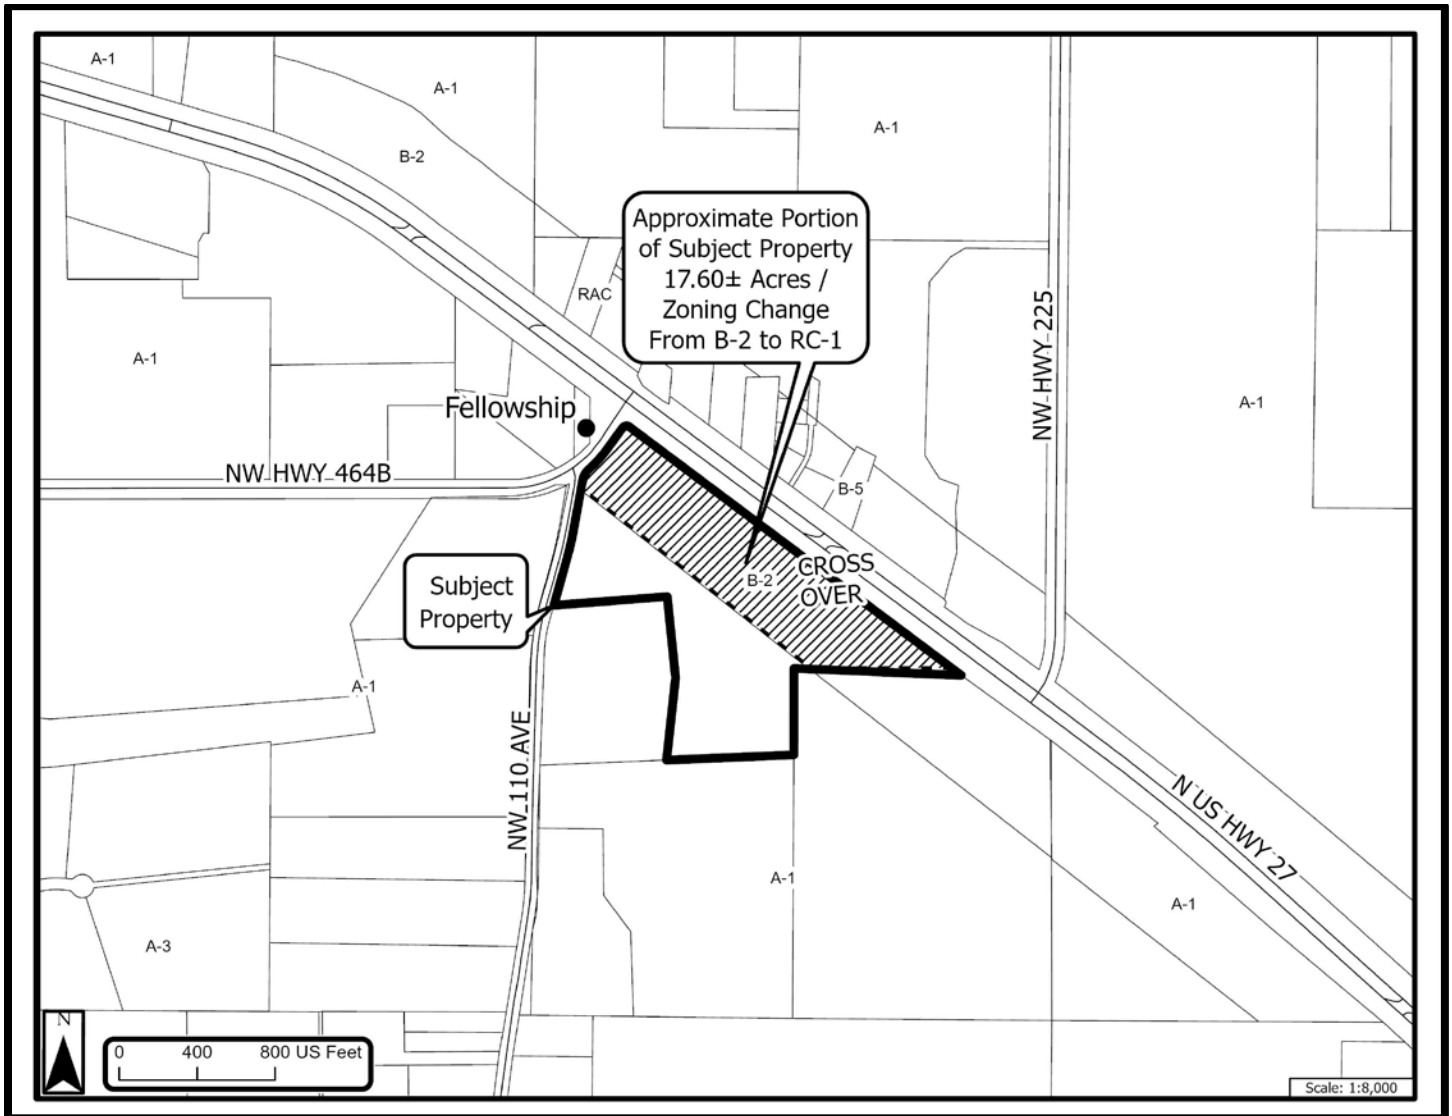 A-1
A-1
A-1
B-2
Approximate Portion
of Subject Property
17.60± Acres /
Zoning Change
From B-2 to RC-1
RAC
NW HWY 225
A-1
A-1
Fellowship
NW HWY 464B
B-5
CROSS
OVER
B-2
Subject
Property
A-1
NW 110 AVE
N US HWY 27
A-1
A-1
A-3
N
0 400 800 US Feet
Scale: 1:8,000